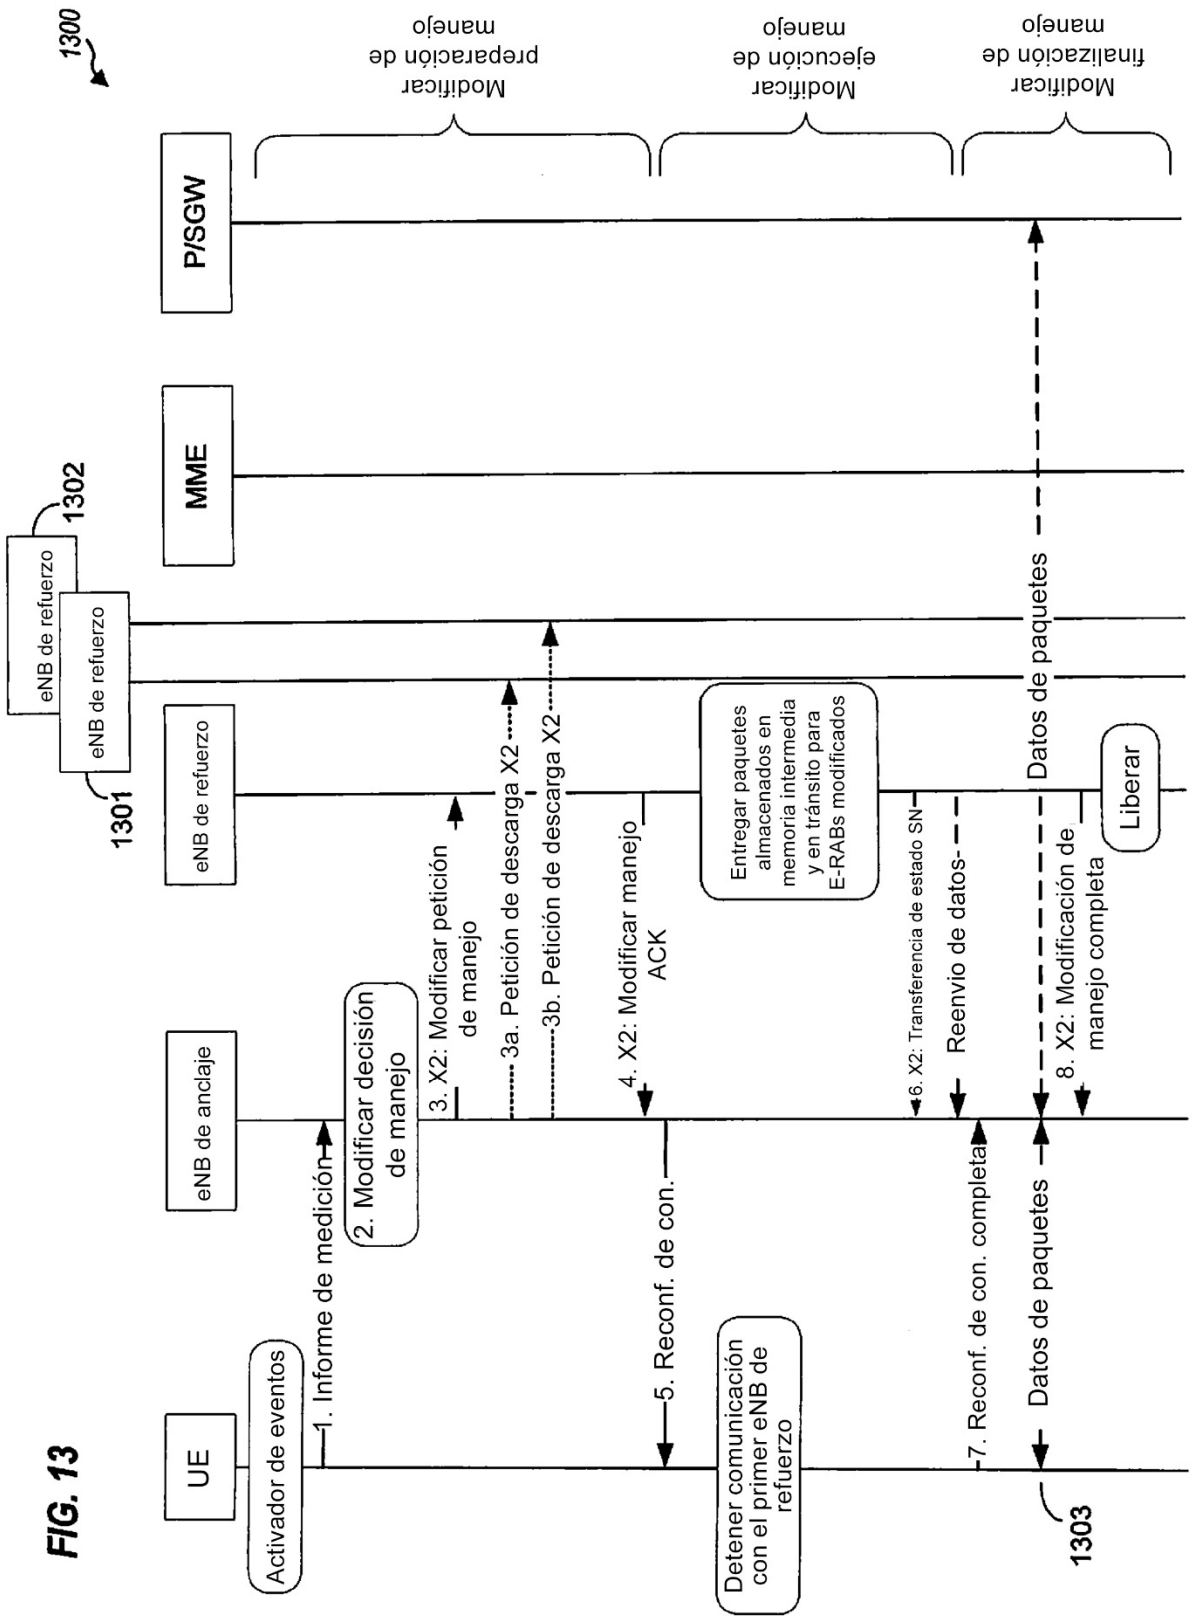 FIG. 13
1300
1302
eNB de refuerzo
eNB de refuerzo
1301
UE
eNB de anclaje
eNB de refuerzo
MME
P/SGW
Activador de eventos
1. Informe de medición
2. Modificar decisión
de manejo
3. X2: Modificar petición
de manejo
3a. Petición de descarga X2
3b. Petición de descarga X2
4. X2: Modificar manejo
ACK
Modificar
preparación de
manejo
5. Reconf. de con.
Detener comunicación
con el primer eNB de
refuerzo
Entregar paquetes
almacenados en
memoria intermedia
y en tránsito para
E-RABs modificados
6. X2: Transferencia de estado SN
Reenvio de datos
Modificar
ejecución de
manejo
7. Reconf. de con. completa
Datos de paquetes
Datos de paquetes
1303
8. X2: Modificación de
manejo completa
Liberar
Modificar
finalización de
manejo